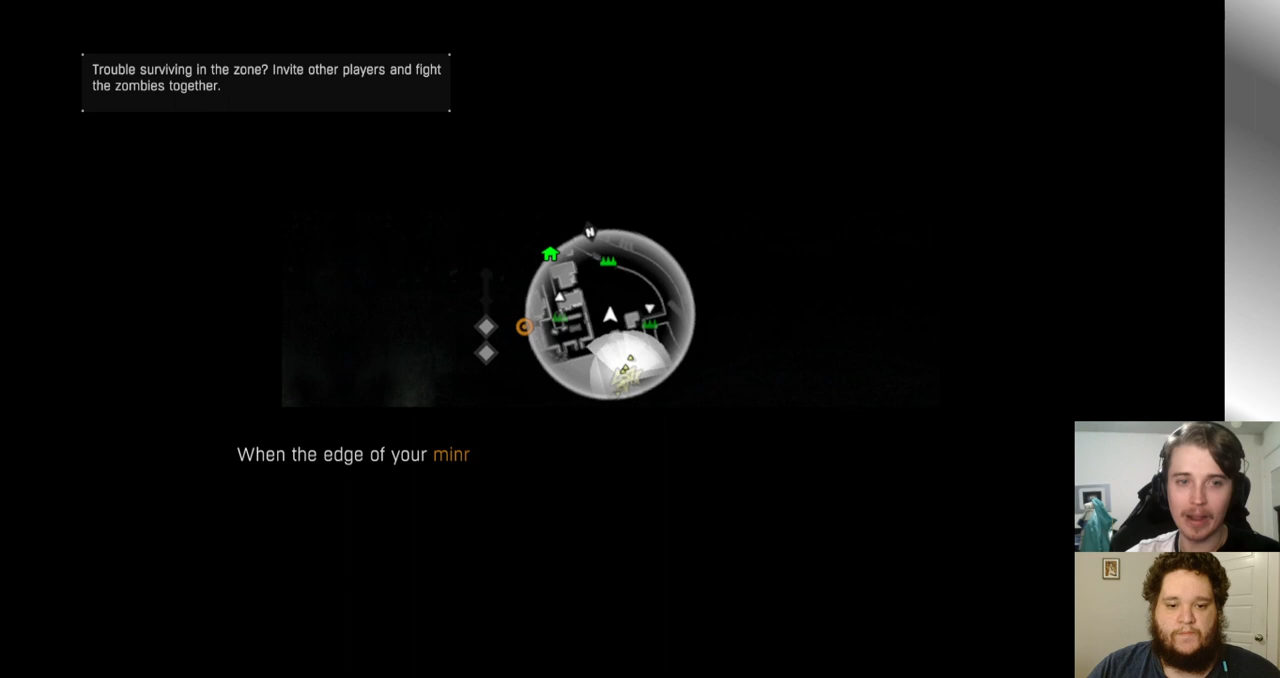 Trouble surviving in the zone? Invite other players and fight
the zombies together.
N
C
When the edge of your minr